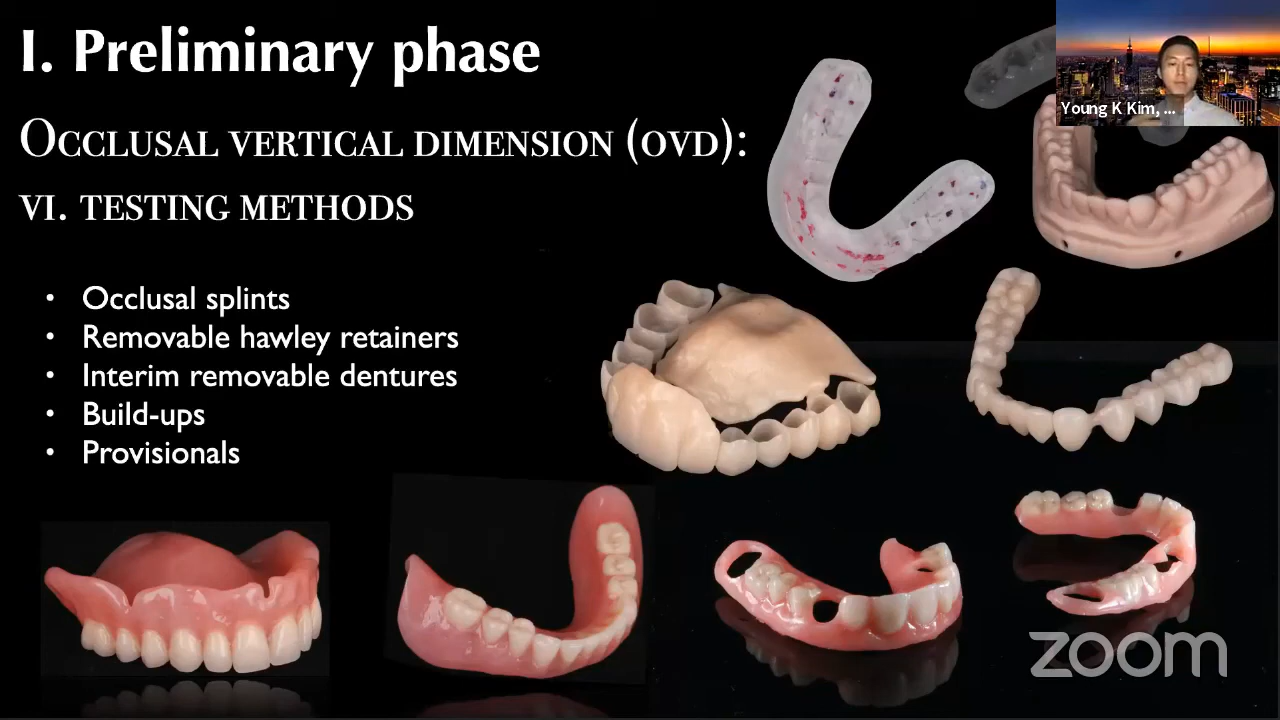 I. Preliminary phase
Occlusal vertical dimension (OVD):
VI. TESTING METHODS
• Occlusal splints
• Removable hawley retainers
• Interim removable dentures
• Build-ups
• Provisionals
Young K Kim, ...
zoom